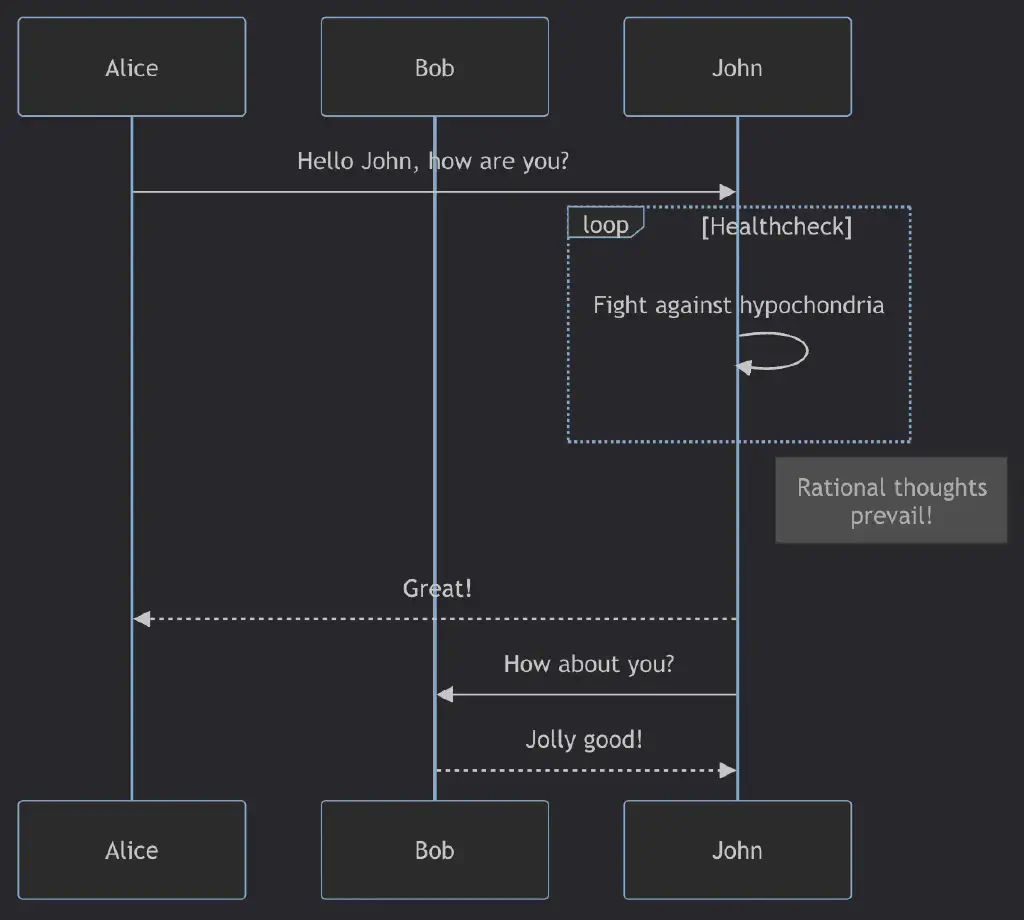 Alice
Bob
John
Hello John, how are you?
loop
[Healthcheck]
Fight against hypochondria
Rational thoughts
prevail!
Great!
How about you?
Jolly good!
Alice
Bob
John